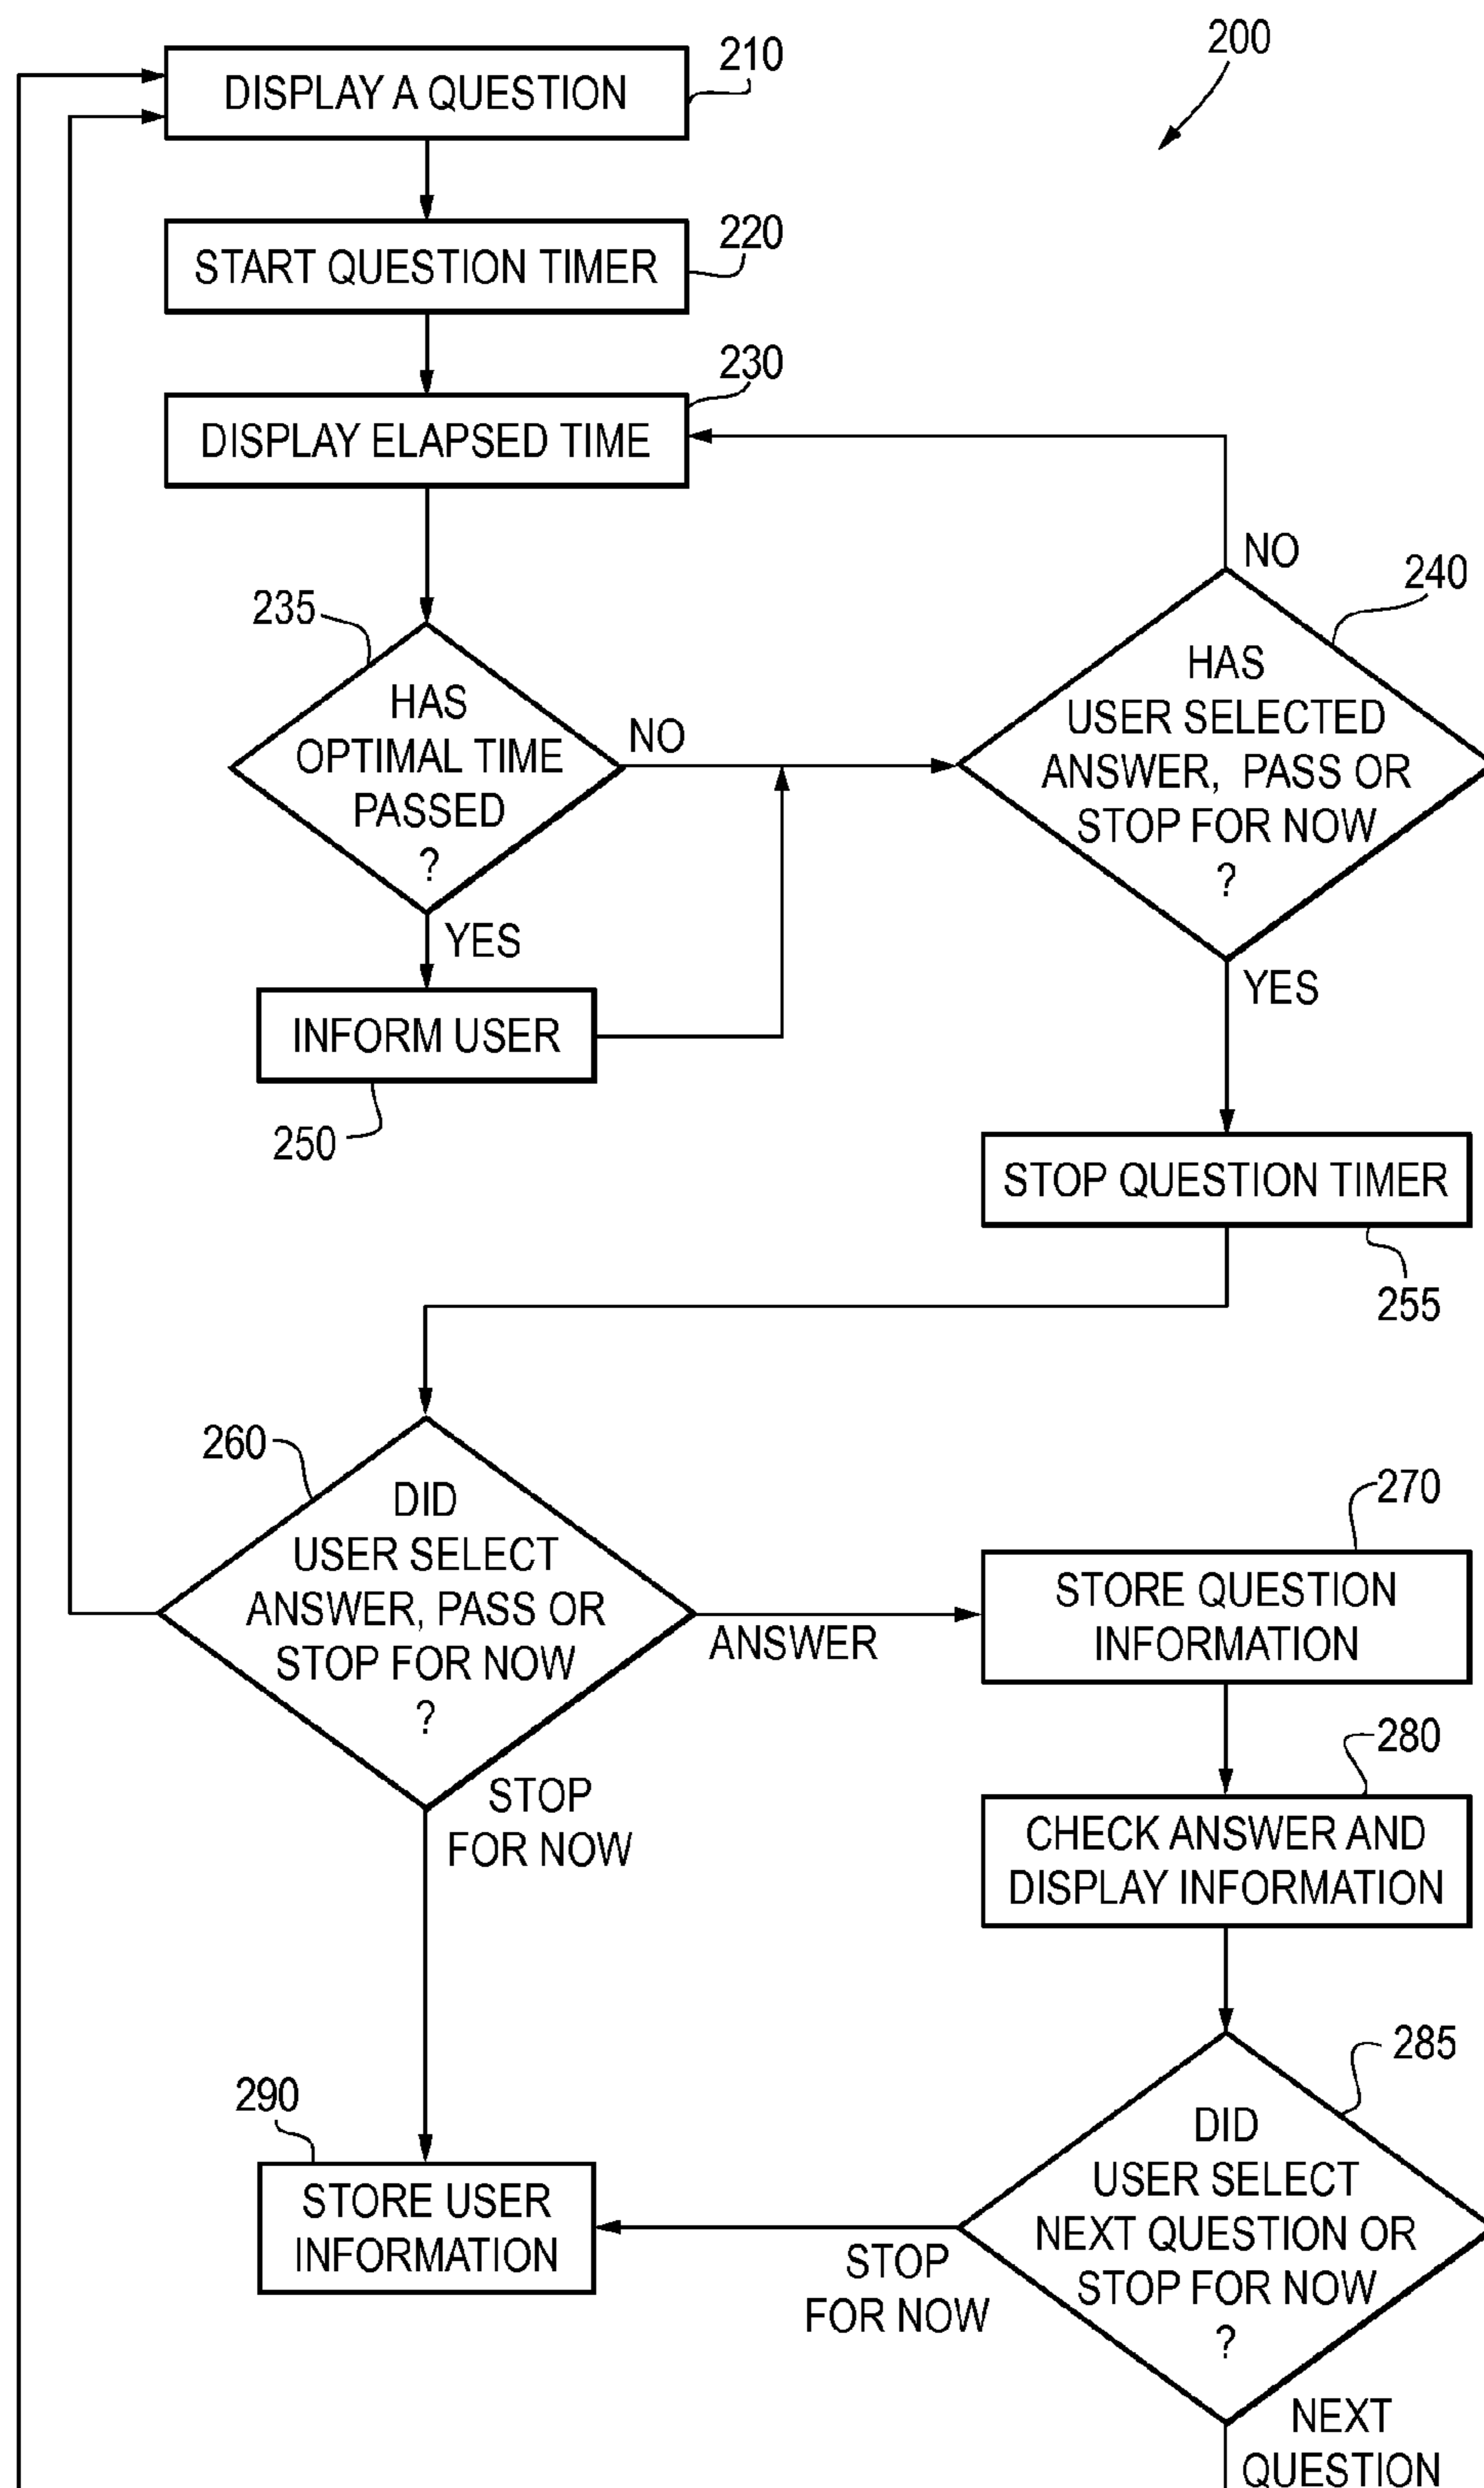 200
210
DISPLAY A QUESTION
220
START QUESTION TIMER
230
DISPLAY ELAPSED TIME
235
HAS
OPTIMAL TIME
PASSED
?
NO
YES
240
HAS
USER SELECTED
ANSWER, PASS OR
STOP FOR NOW
?
NO
YES
INFORM USER
250
STOP QUESTION TIMER
255
260
DID
USER SELECT
ANSWER, PASS OR
STOP FOR NOW
?
ANSWER
STOP
FOR NOW
270
STORE QUESTION
INFORMATION
280
CHECK ANSWER AND
DISPLAY INFORMATION
285
DID
USER SELECT
NEXT QUESTION OR
STOP FOR NOW
?
STOP
FOR NOW
290
STORE USER
INFORMATION
NEXT
QUESTION